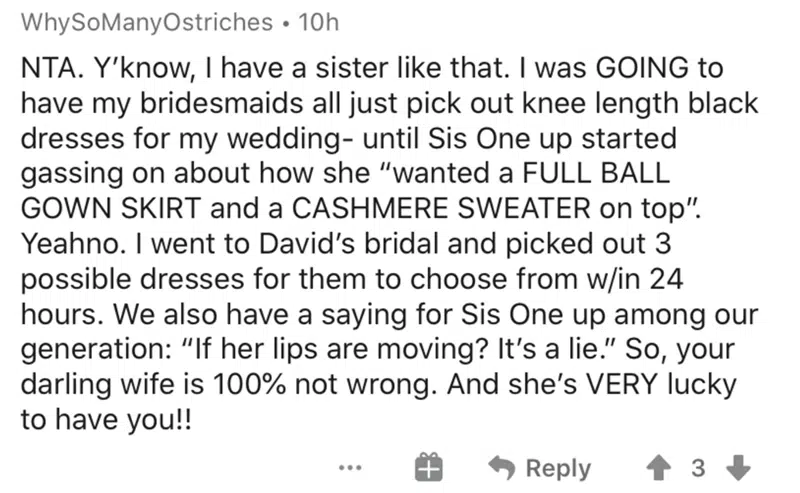 WhySoManyOstriches • 10h
NTA. Y'know, I have a sister like that. I was GOING to
have my bridesmaids all just pick out knee length black
dresses for my wedding- until Sis One up started
gassing on about how she “wanted a FULL BALL
GOWN SKIRT and a CASHMERE SWEATER on top”.
Yeahno. I went to David's bridal and picked out 3
possible dresses for them to choose from w/in 24
hours. We also have a saying for Sis One up among our
generation: “If her lips are moving? It's a lie.” So, your
darling wife is 100% not wrong. And she's VERY lucky
to have you!!
Reply 3